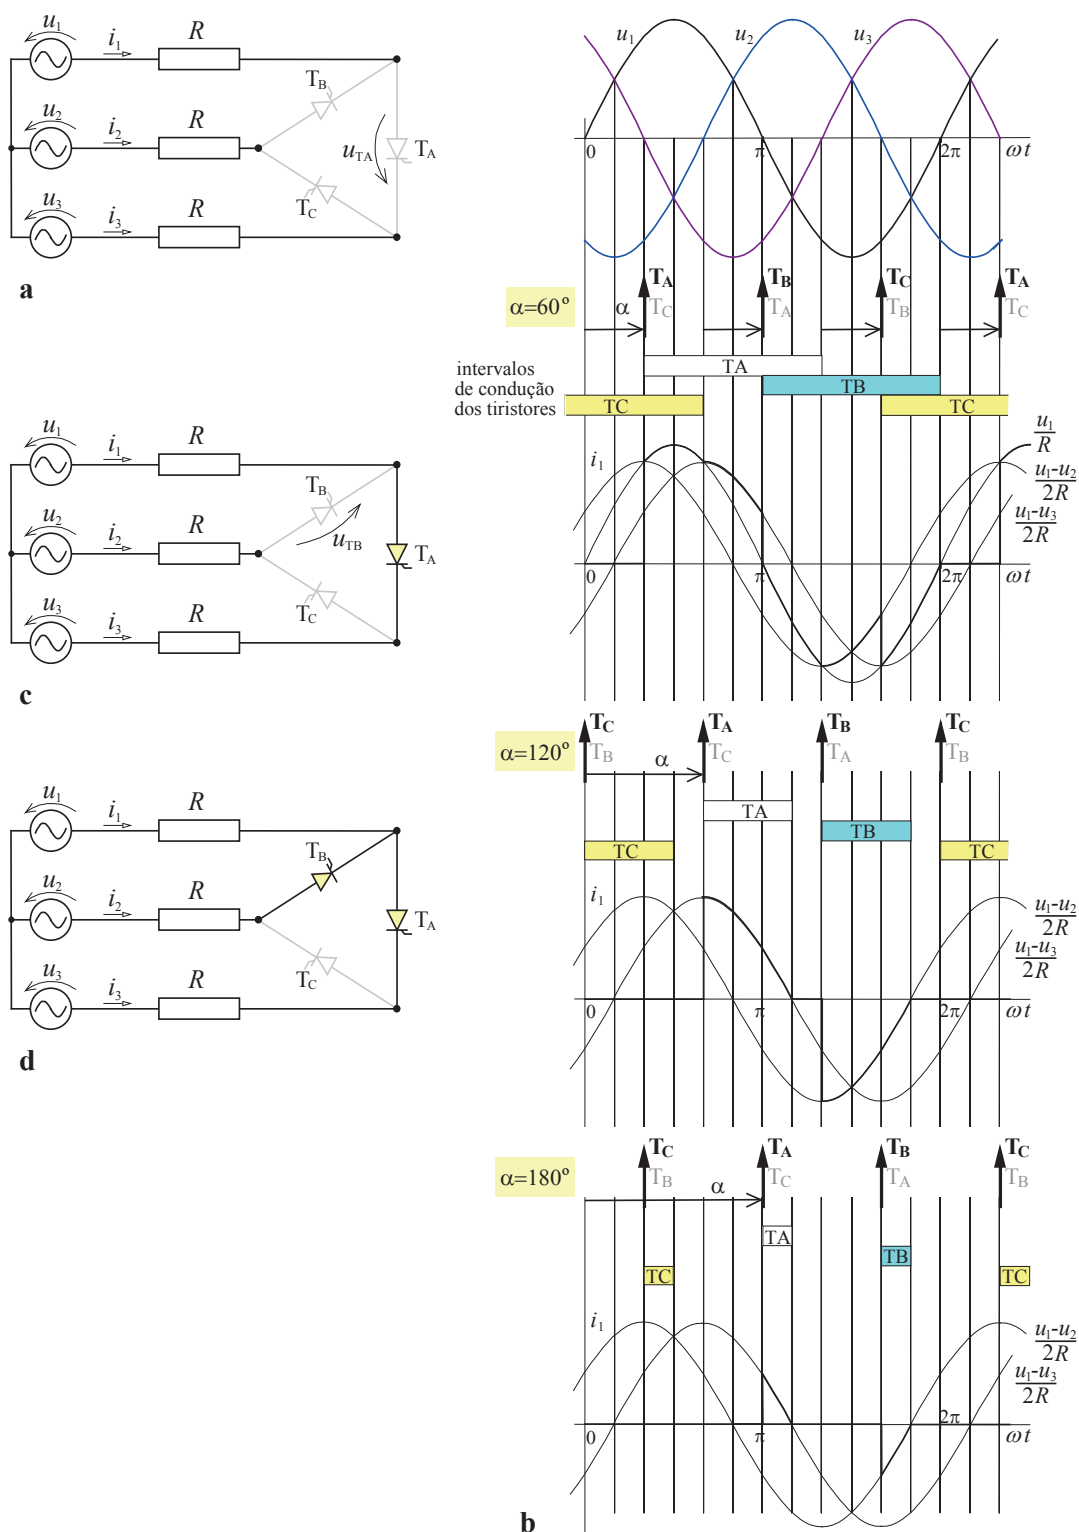 u1
i1
R
u2
i2
R
u3
i3
R
TB
uTA
TA
TC
a
u1
u2
u3
0
π
2π
ωt
α=60º
α
TA
TC
TB
TA
TC
TB
TA
TC
intervalos
de condução
dos tiristores
TA
TB
TC
TC
u1
i1
R
u2
i2
R
u3
i3
R
TB
uTB
TA
TC
c
i1
0
π
2π
ωt
u1
R
u1-u2
2R
u1-u3
2R
α=120º
α
TC
TB
TA
TC
TB
TA
TC
TB
TA
TB
TC
TC
u1
i1
R
u2
i2
R
u3
i3
R
TB
TA
TC
d
i1
0
π
2π
ωt
u1-u2
2R
u1-u3
2R
α=180º
α
TC
TB
TA
TC
TB
TA
TC
TB
TA
TB
TC
TC
i1
0
π
2π
ωt
u1-u2
2R
u1-u3
2R
b